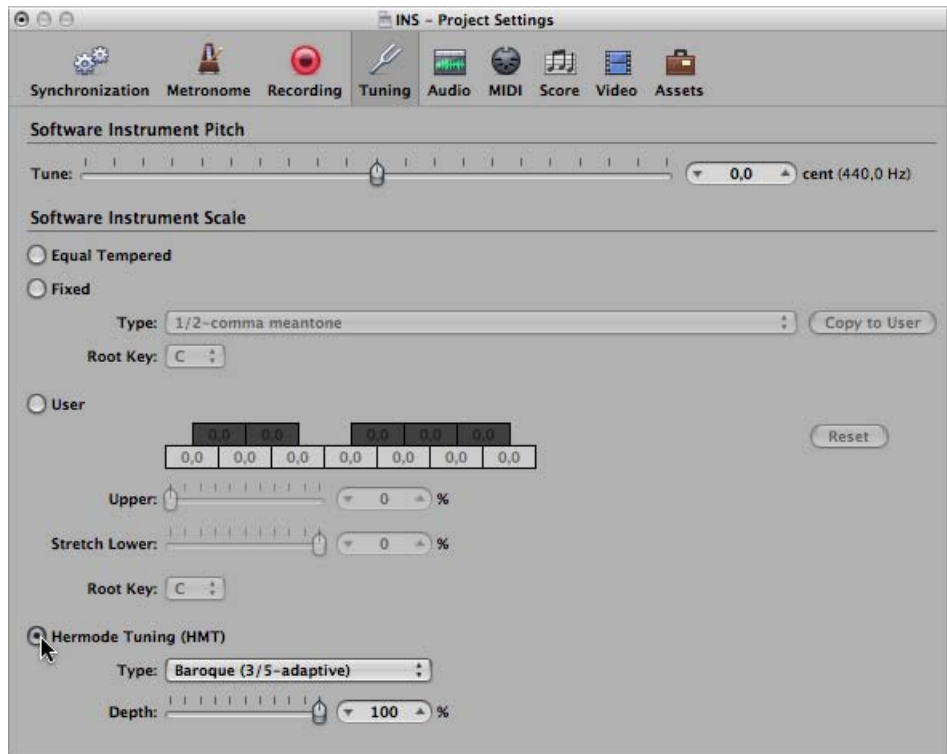 INS – Project Settings
Synchronization Metronome Recording Tuning Audio MIDI Score Video Assets
Software Instrument Pitch
Tune: 0,0 cent (440,0 Hz)
Software Instrument Scale
Equal Tempered
Fixed
Type: 1/2-comma meantone Copy to User
Root Key: C
User
0,0 0,0 0,0 0,0 0,0 Reset
0,0 0,0 0,0 0,0 0,0 0,0 0,0
Upper: 0 %
Stretch Lower: 0 %
Root Key: C
Hermode Tuning (HMT)
Type: Baroque (3/5-adaptive)
Depth: 100 %